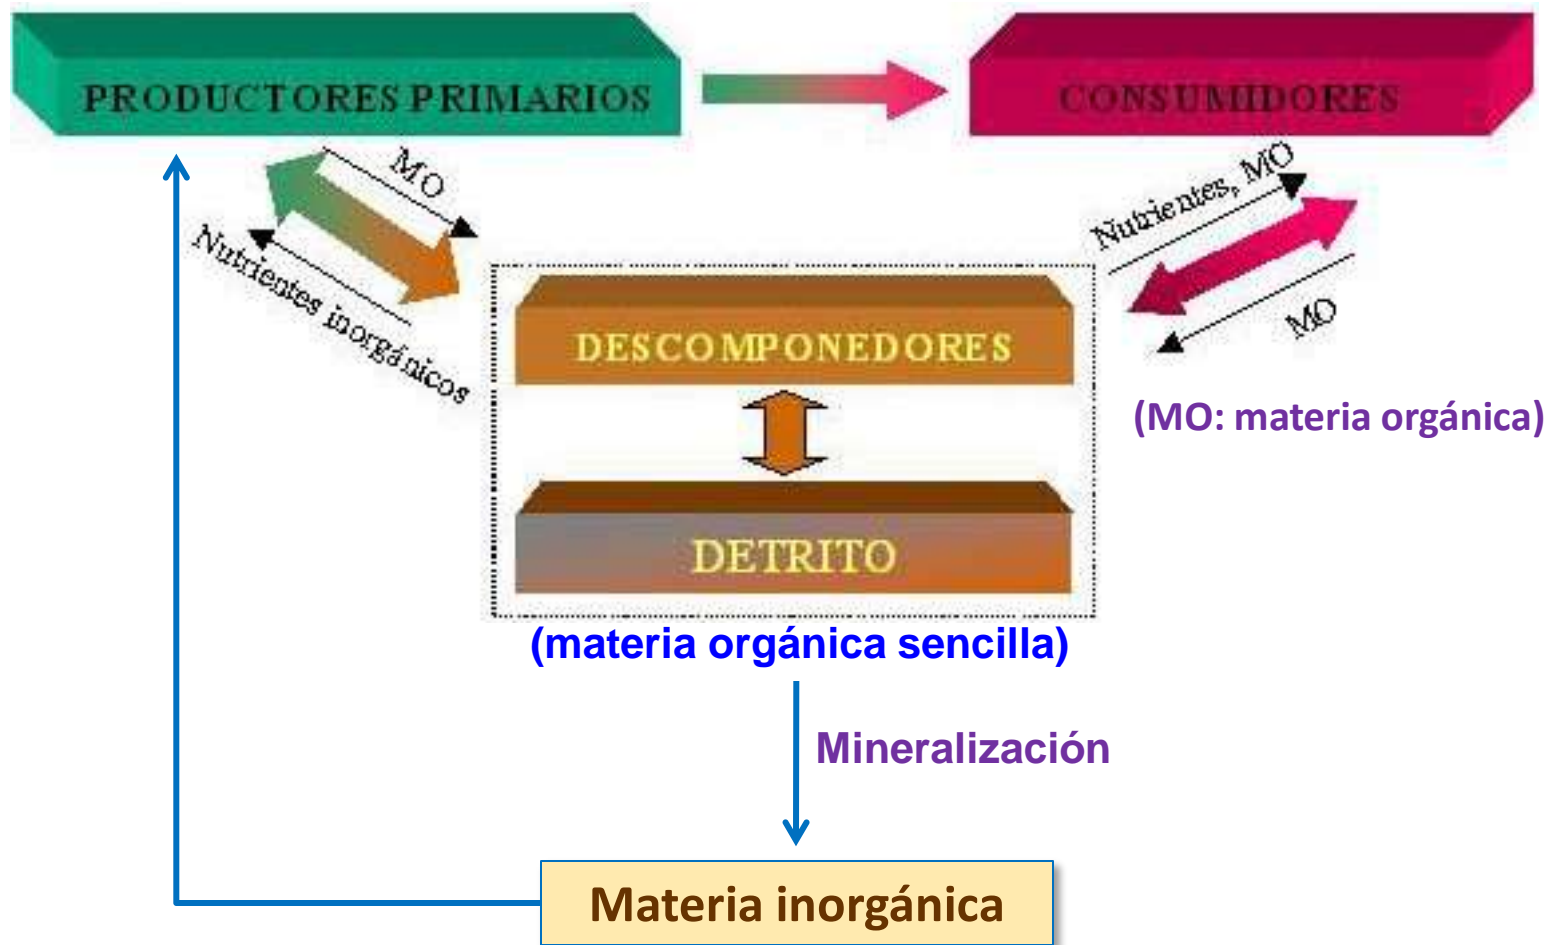 PRODUCTORES PRIMARIOS
CONSUMIDORES
MO
Nutrientes inorgánicos
Nutrientes, MO
MO
DESCOMPONEDORES
(MO: materia orgánica)
DETRITO
(materia orgánica sencilla)
Mineralización
Materia inorgánica